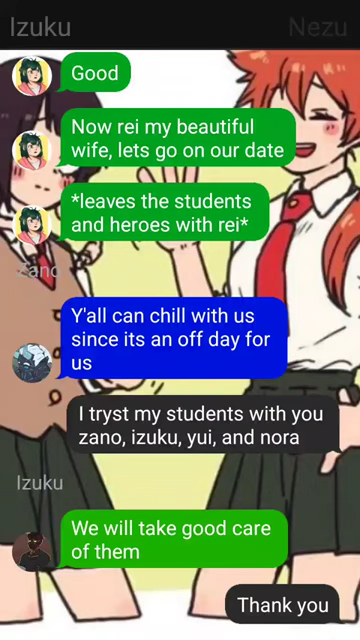 Izuku
Nezu
Good
Now rei my beautiful
wife, lets go on our date
*leaves the students
and heroes with rei*
Zano
Y'all can chill with us
since its an off day for
us
I tryst my students with you
zano, izuku, yui, and nora
Izuku
We will take good care
of them
Thank you